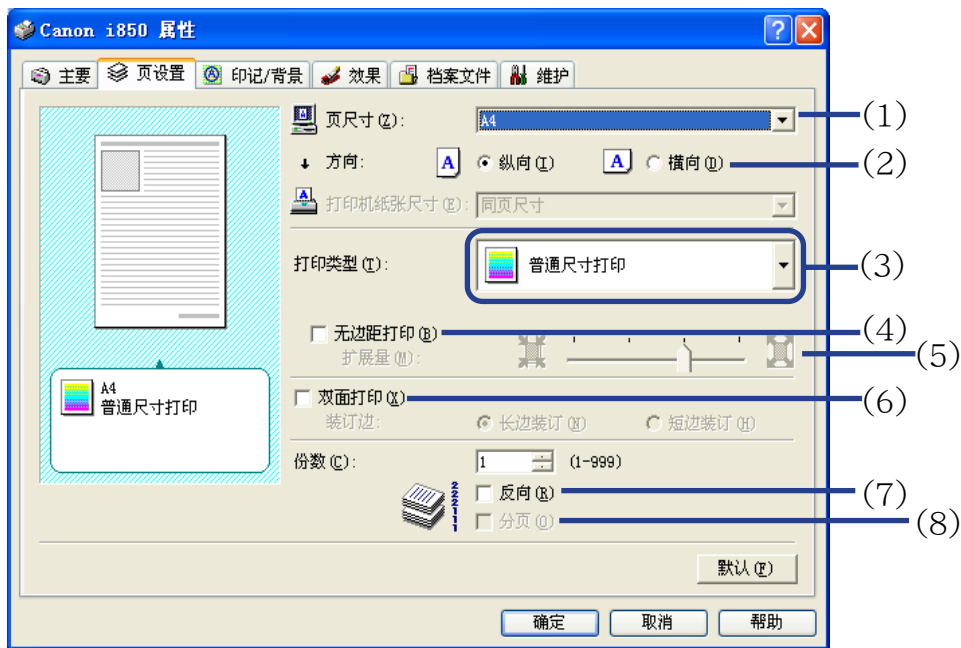 Canon i850 属性
主要 页设置 印记/背景 效果 档案文件 维护
页尺寸(Z): A4 (1)
方向: A 纵向(I) A 横向(D) (2)
打印机纸张尺寸(E): 同页尺寸
打印类型(T): 普通尺寸打印 (3)
无边距打印(B) (4)
扩展量(M): (5)
A4
普通尺寸打印
双面打印(X) (6)
装订边: 长边装订(N) 短边装订(H)
份数(C): 1 (1-999)
反向(R) (7)
分页(O) (8)
222111
默认(F)
确定 取消 帮助